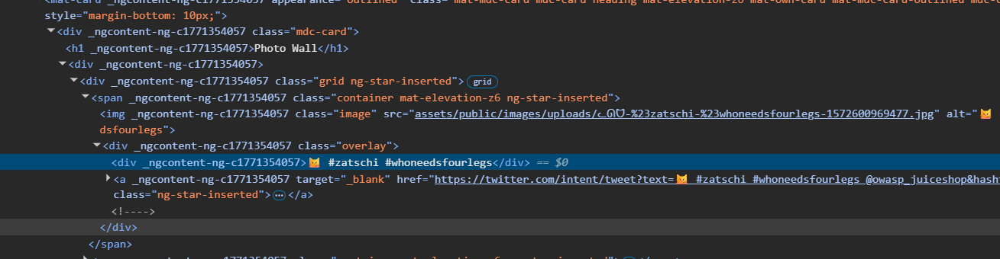 <mat-card _ngcontent-ng-c1771354057 appearance="outlined" class="mat-mdc-card mdc-card heading mat-elevation-z6 mat-own-card mat-mdc-card-outlined
style="margin-bottom: 10px;">
<div _ngcontent-ng-c1771354057 class="mdc-card">
<h1 _ngcontent-ng-c1771354057>Photo Wall</h1>
<div _ngcontent-ng-c1771354057>
<div _ngcontent-ng-c1771354057 class="grid ng-star-inserted"> grid
<span _ngcontent-ng-c1771354057 class="container mat-elevation-z6 ng-star-inserted">
<img _ngcontent-ng-c1771354057 class="image" src="assets/public/images/uploads/ᓚᘏᗢ-%23zatschi-%23whoneedsfourlegs-1572600969477.jpg" alt="😼
dsfourlegs">
<div _ngcontent-ng-c1771354057 class="overlay">
<div _ngcontent-ng-c1771354057>😼 #zatschi #whoneedsfourlegs</div> == $0
<a _ngcontent-ng-c1771354057 target="_blank" href="https://twitter.com/intent/tweet?text=😼 #zatschi #whoneedsfourlegs @owasp_juiceshop&hash
class="ng-star-inserted">…</a>
<!---->
</div>
</span>